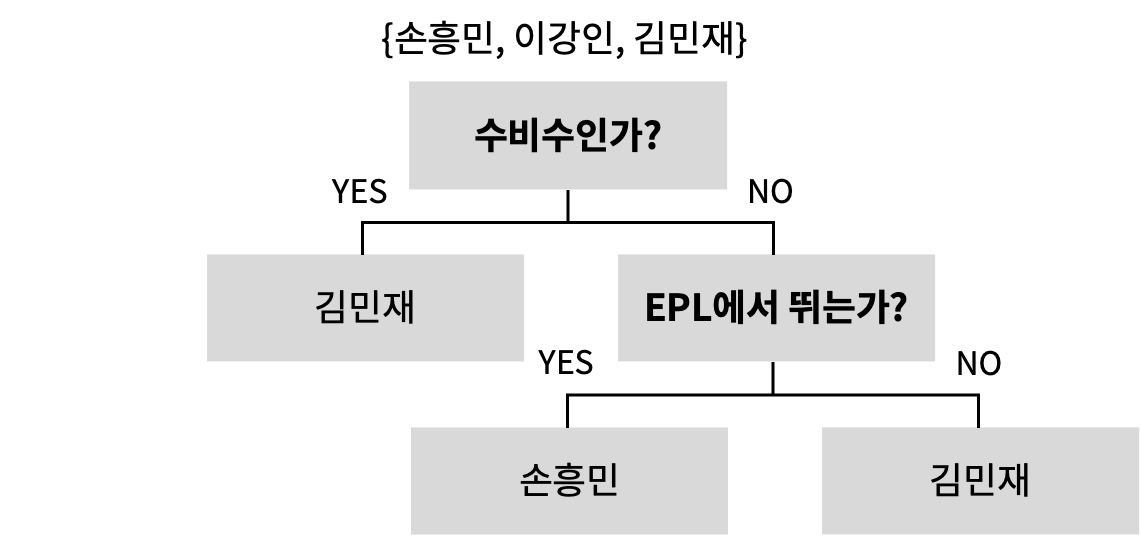 {손흥민, 이강인, 김민재}
수비수인가?
YES
NO
김민재
EPL에서 뛰는가?
YES
NO
손흥민
김민재